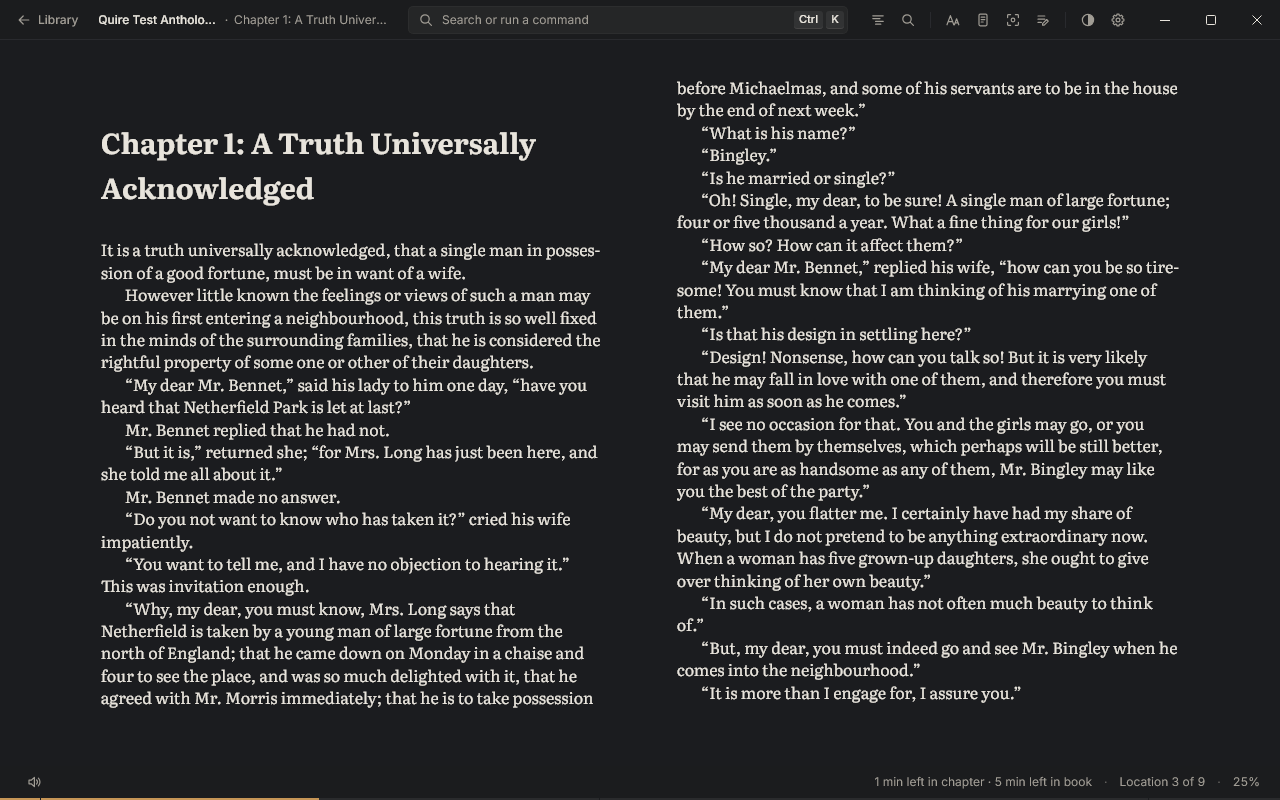 Library
Quire Test Antholo... · Chapter 1: A Truth Univer...
Search or run a command
Ctrl K
Chapter 1: A Truth Universally
Acknowledged
It is a truth universally acknowledged, that a single man in posses-
sion of a good fortune, must be in want of a wife.
However little known the feelings or views of such a man may
be on his first entering a neighbourhood, this truth is so well fixed
in the minds of the surrounding families, that he is considered the
rightful property of some one or other of their daughters.
“My dear Mr. Bennet,” said his lady to him one day, “have you
heard that Netherfield Park is let at last?”
Mr. Bennet replied that he had not.
“But it is,” returned she; “for Mrs. Long has just been here, and
she told me all about it.”
Mr. Bennet made no answer.
“Do you not want to know who has taken it?” cried his wife
impatiently.
“You want to tell me, and I have no objection to hearing it.”
This was invitation enough.
“Why, my dear, you must know, Mrs. Long says that
Netherfield is taken by a young man of large fortune from the
north of England; that he came down on Monday in a chaise and
four to see the place, and was so much delighted with it, that he
agreed with Mr. Morris immediately; that he is to take possession
before Michaelmas, and some of his servants are to be in the house
by the end of next week.”
“What is his name?”
“Bingley.”
“Is he married or single?”
“Oh! Single, my dear, to be sure! A single man of large fortune;
four or five thousand a year. What a fine thing for our girls!”
“How so? How can it affect them?”
“My dear Mr. Bennet,” replied his wife, “how can you be so tire-
some! You must know that I am thinking of his marrying one of
them.”
“Is that his design in settling here?”
“Design! Nonsense, how can you talk so! But it is very likely
that he may fall in love with one of them, and therefore you must
visit him as soon as he comes.”
“I see no occasion for that. You and the girls may go, or you
may send them by themselves, which perhaps will be still better,
for as you are as handsome as any of them, Mr. Bingley may like
you the best of the party.”
“My dear, you flatter me. I certainly have had my share of
beauty, but I do not pretend to be anything extraordinary now.
When a woman has five grown-up daughters, she ought to give
over thinking of her own beauty.”
“In such cases, a woman has not often much beauty to think
of.”
“But, my dear, you must indeed go and see Mr. Bingley when he
comes into the neighbourhood.”
“It is more than I engage for, I assure you.”
1 min left in chapter · 5 min left in book · Location 3 of 9 · 25%